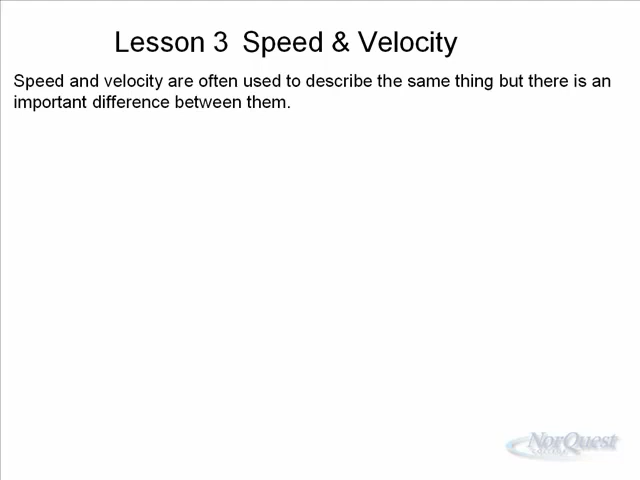 Lesson 3 Speed & Velocity
Speed and velocity are often used to describe the same thing but there is an
important difference between them.
NorQuest